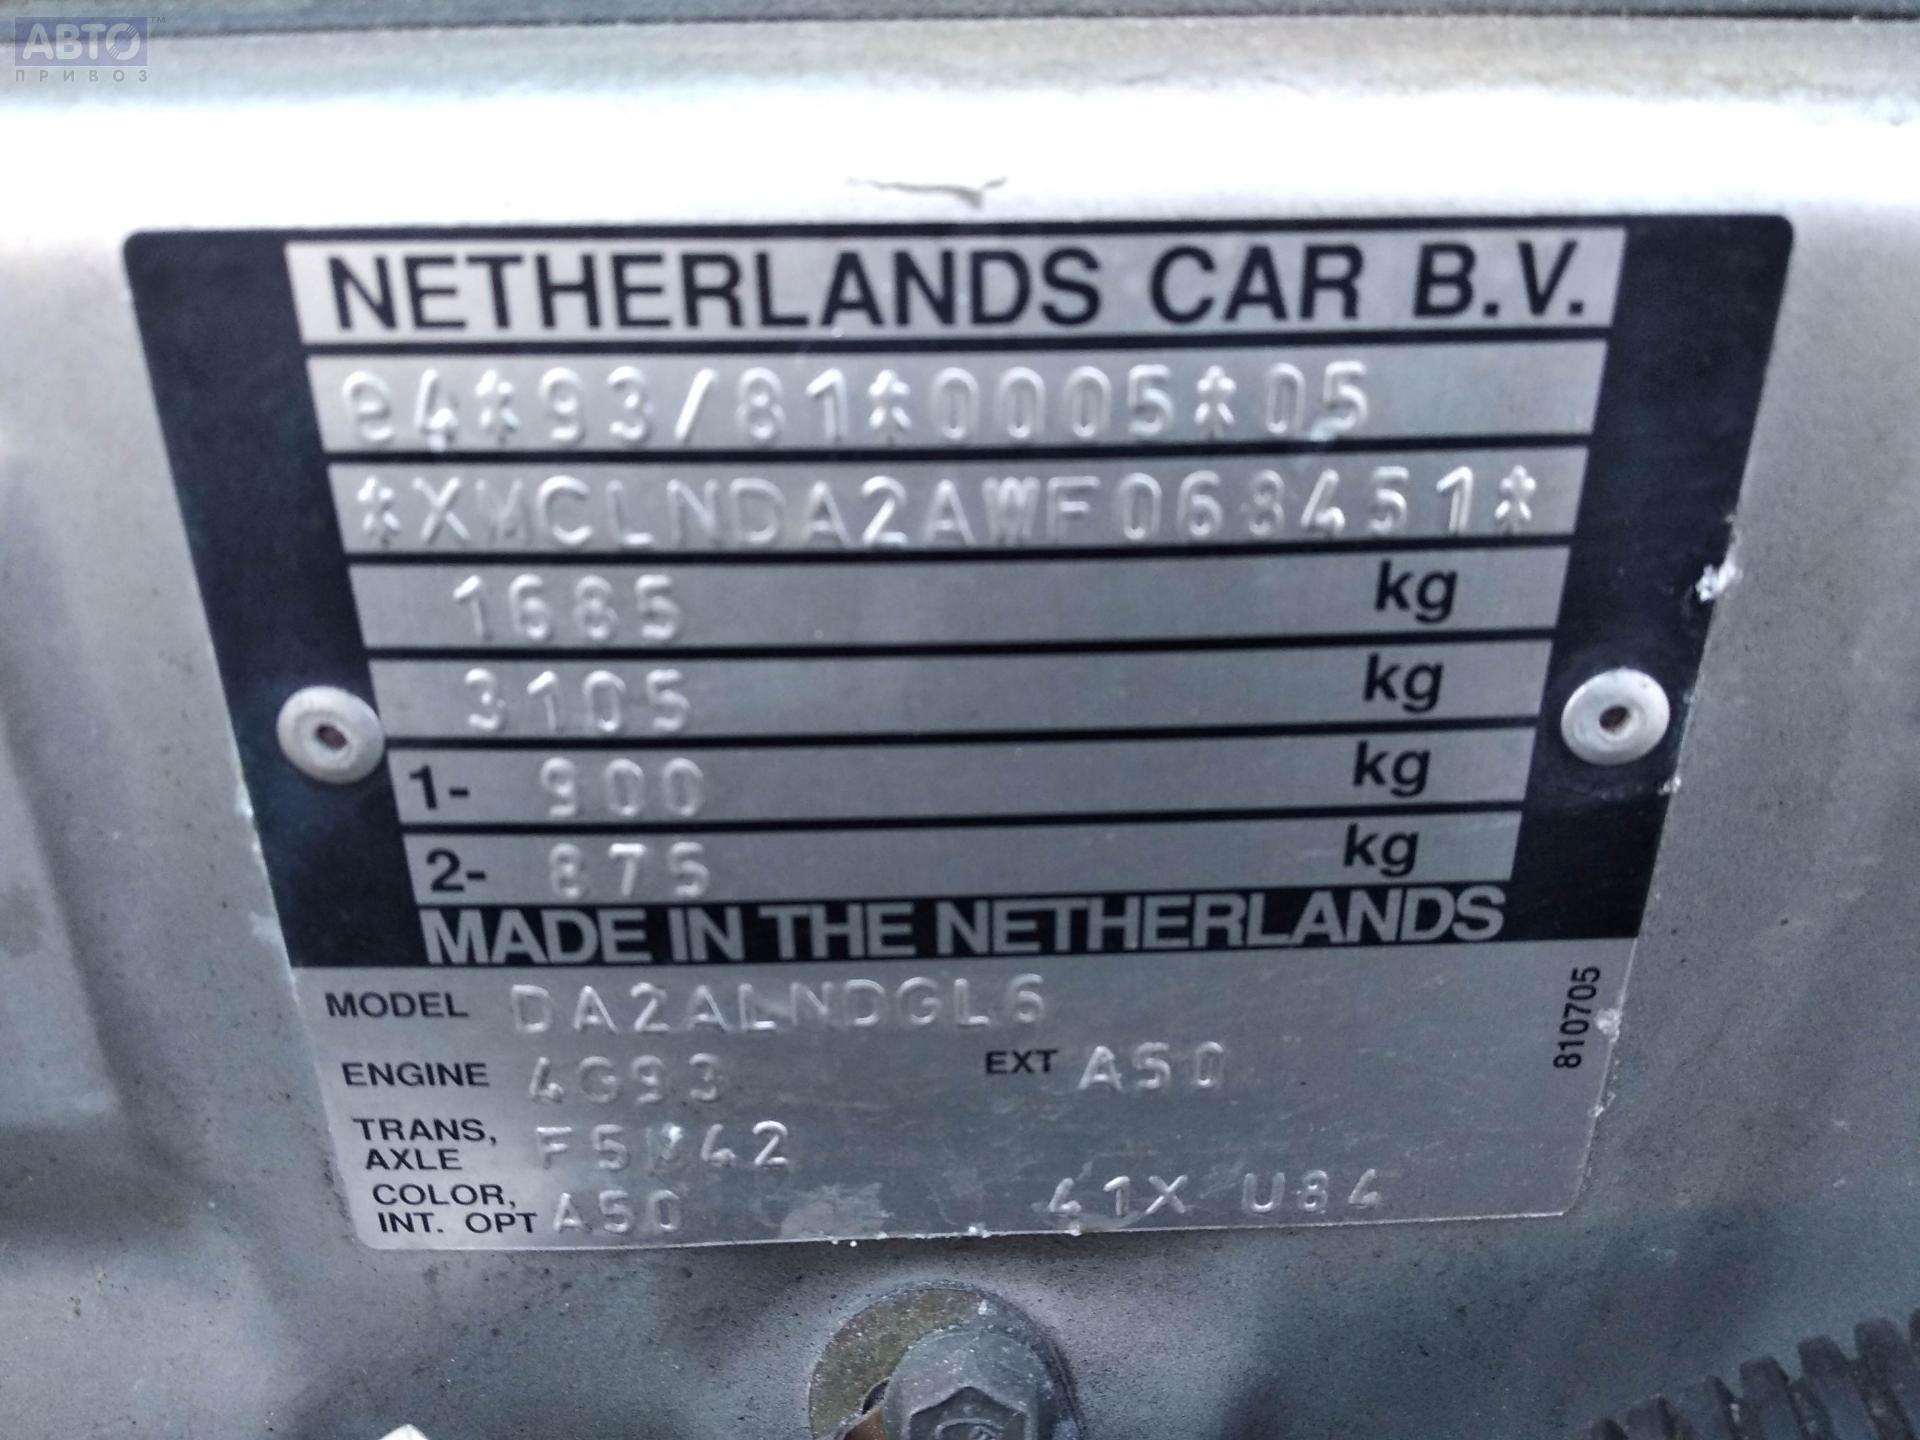 АВТО™
ПРИВОЗ
NETHERLANDS CAR B.V.
e4*93/81*0005*05
*XMCLNDA2AWF068451*
1685 kg
3105 kg
1- 900 kg
2- 875 kg
MADE IN THE NETHERLANDS
MODEL DA2ALNDGL6
ENGINE 4G93 EXT A50
TRANS, AXLE F5M42
COLOR, INT. OPT A50 41X U84
810705